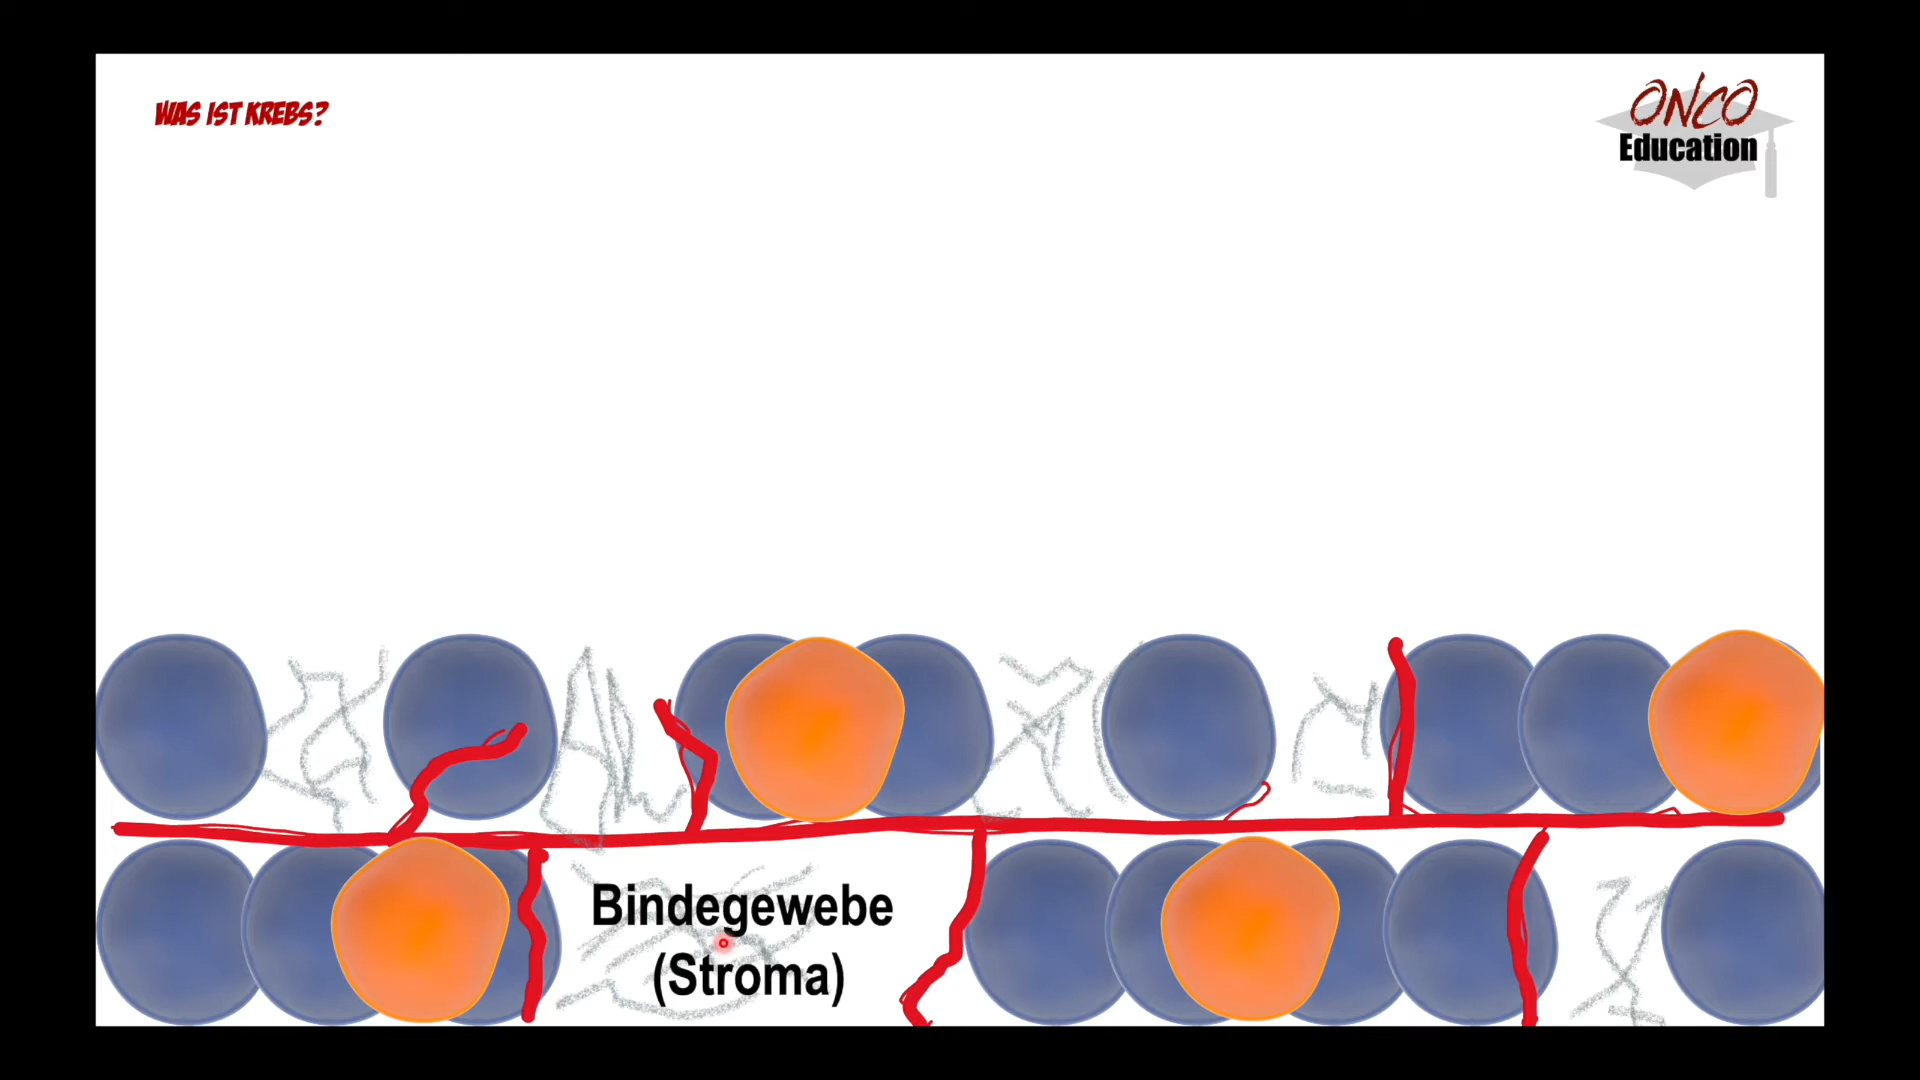 WAS IST KREBS?
ONCO
Education
Bindegewebe
(Stroma)